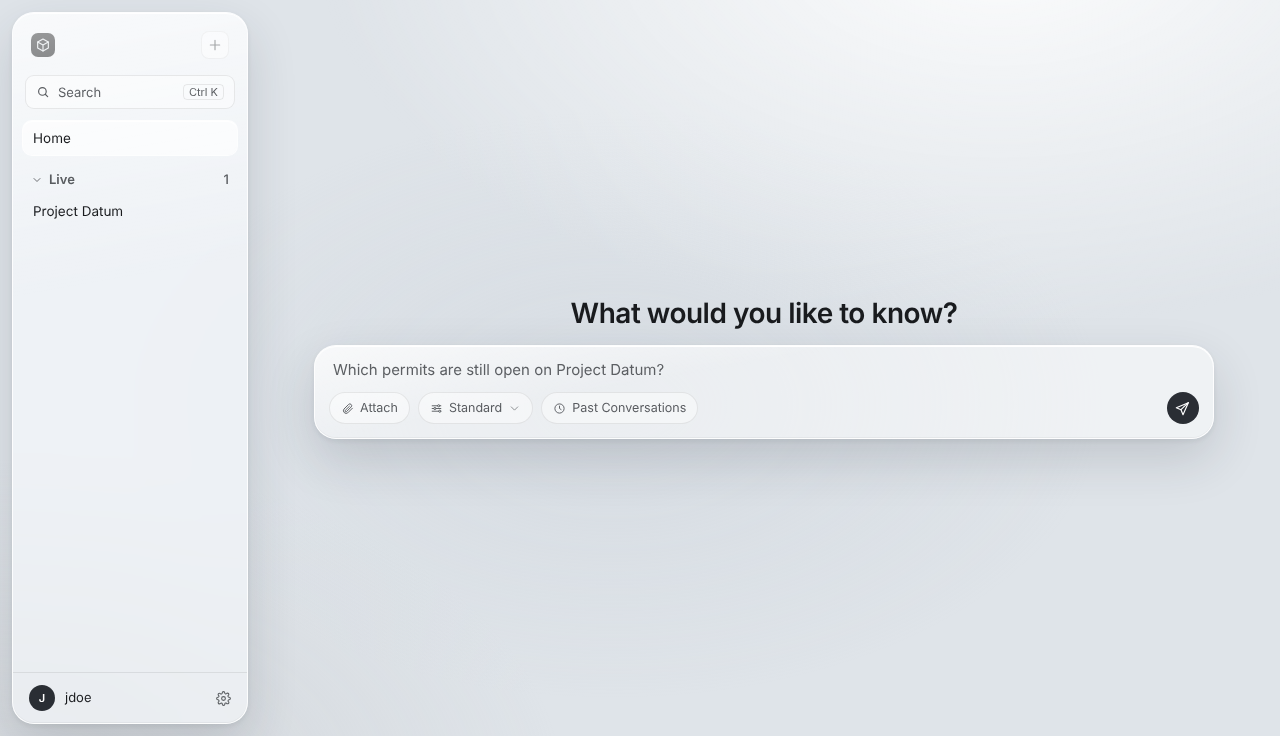 Search
Ctrl K
Home
Live
1
Project Datum
What would you like to know?
Which permits are still open on Project Datum?
Attach
Standard
Past Conversations
J
jdoe